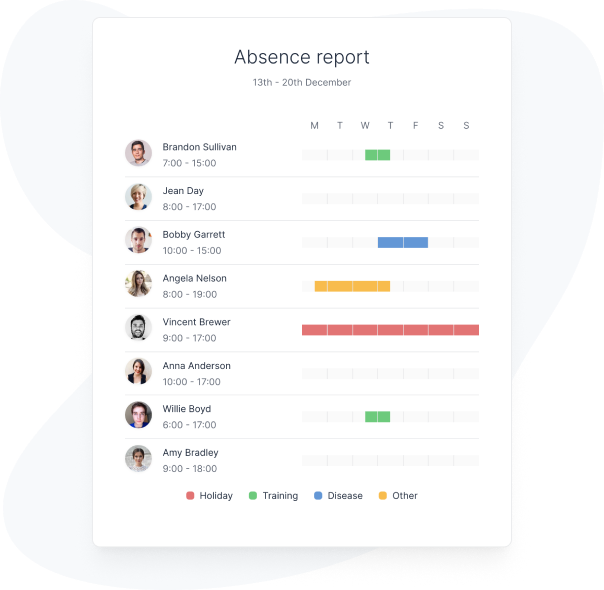 Absence report
13th - 20th December
M T W T F S S
Brandon Sullivan
7:00 - 15:00
Jean Day
8:00 - 17:00
Bobby Garrett
10:00 - 15:00
Angela Nelson
8:00 - 19:00
Vincent Brewer
9:00 - 17:00
Anna Anderson
10:00 - 17:00
Willie Boyd
6:00 - 17:00
Amy Bradley
9:00 - 18:00
Holiday Training Disease Other